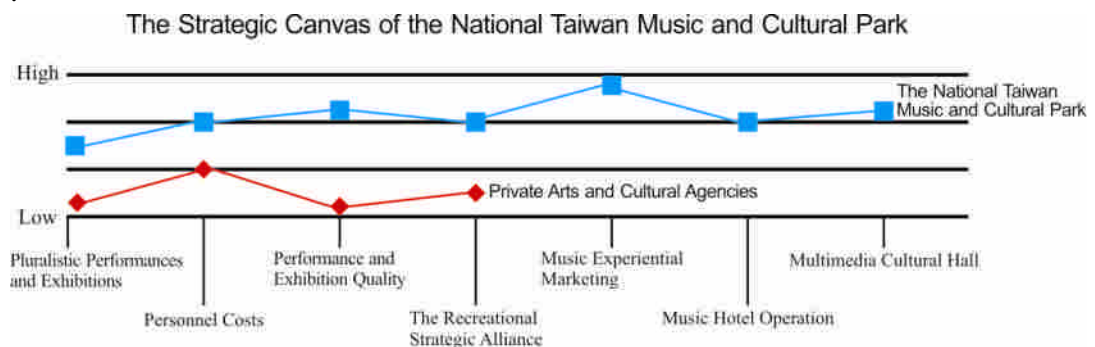 The Strategic Canvas of the National Taiwan Music and Cultural Park
High
The National Taiwan
Music and Cultural Park
Private Arts and Cultural Agencies
Low
Pluralistic Performances
and Exhibitions
Performance and
Exhibition Quality
Music Experiential
Marketing
Multimedia Cultural Hall
Personnel Costs
The Recreational
Strategic Alliance
Music Hotel Operation